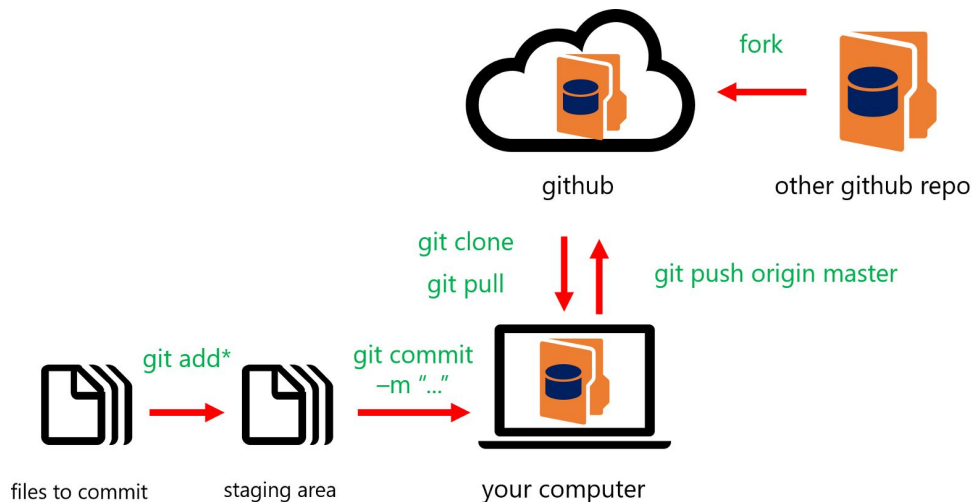 fork
github
other github repo
git clone
git pull
git push origin master
git add*
git commit
–m “...”
files to commit
staging area
your computer